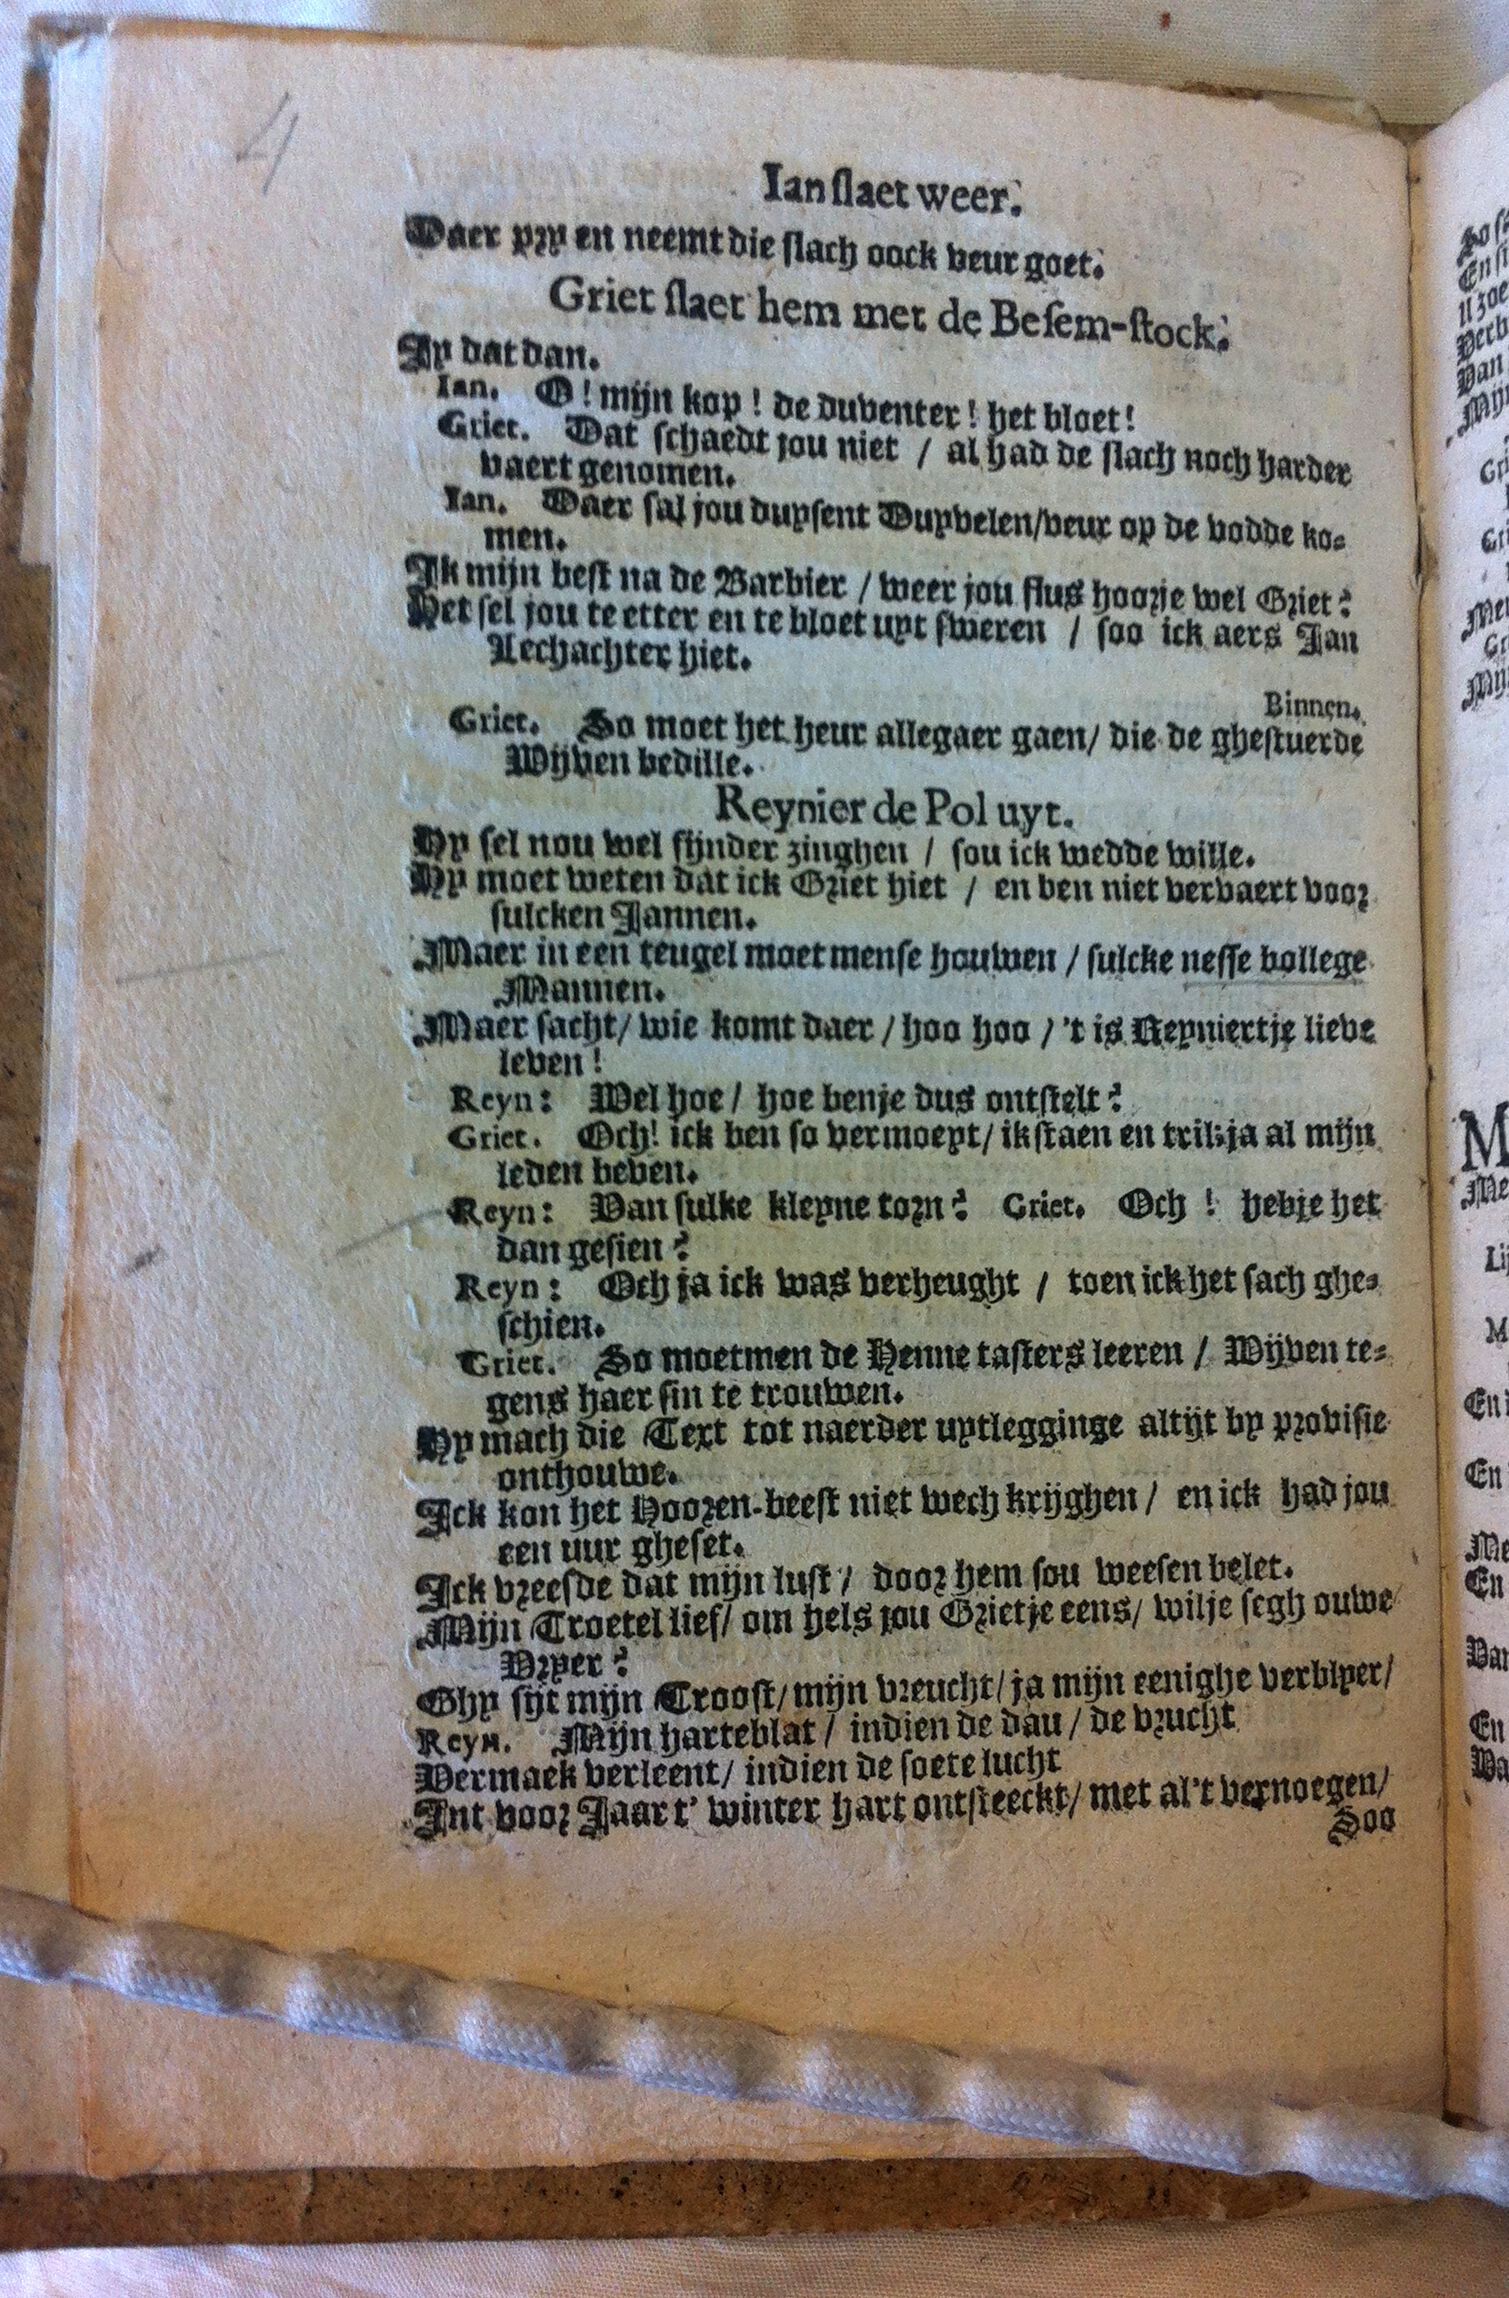 4
Ian slaet weer.
Daer pry en neemt die slach oock veur goet.
Griet slaet hem met de Besem-stock.
Jy dat dan.
Ian. O! mijn kop! de duventer! het bloet!
Griet. Dat schaedt jou niet / al had de slach noch harder
vaert genomen.
Ian. Daer sal jou duysent Duyvelen/veur op de vodde ko-
men.
Ik mijn best na de Barbier / weer jou flus hoorje wel Griet?
Het sel jou te etter en te bloet uyt sweren / soo ick aers Jan
Aechachter hiet.
Binnen.
Griet. So moet het heur allegaer gaen/ die de ghestuerde
Wijven bedille.
Reynier de Pol uyt.
Hy sel nou wel fijnder zinghen / sou ick wedde wille.
Hy moet weten dat ick Griet hiet / en ben niet vervaert voor
sulcken Jannen.
Maer in een teugel moet mense houwen / sulcke nesse bollege
Mannen.
Maer sacht/ wie komt daer / hoo hoo / 't is Reyniertje lieve
leven!
Reyn: Wel hoe / hoe benje dus ontstelt?
Griet. Och! ick ben so vermoeyt/ ik staen en tril: ja al mijn
leden beven.
Reyn: Van sulke kleyne torn? Griet. Och! hebje het
dan gesien?
Reyn: Och ja ick was verheught / toen ick het sach ghe-
schien.
Griet. So moetmen de Henne tasters leeren / Wijven te-
gens haer sin te trouwen.
Hy mach die Text tot naerder uytlegginge altijt by provisie
onthouwe.
Ick kon het Hooren-beest niet wech krijghen / en ick had jou
een uur gheset.
Ick vreesde dat mijn lust / door hem sou weesen belet.
Mijn Troetel lief/ om hels jou Grietje eens/ wilje segh ouwe
Vryer?
Ghy sijt mijn Troost/ mijn vreucht/ ja mijn eenighe verblyer/
Reyn. Mijn harteblat / indien de dau / de vrucht
Vermaek verleent/ indien de soete lucht
Int voor Jaar t' winter hart ontsteeckt/ met al't vernoegen/
Soo